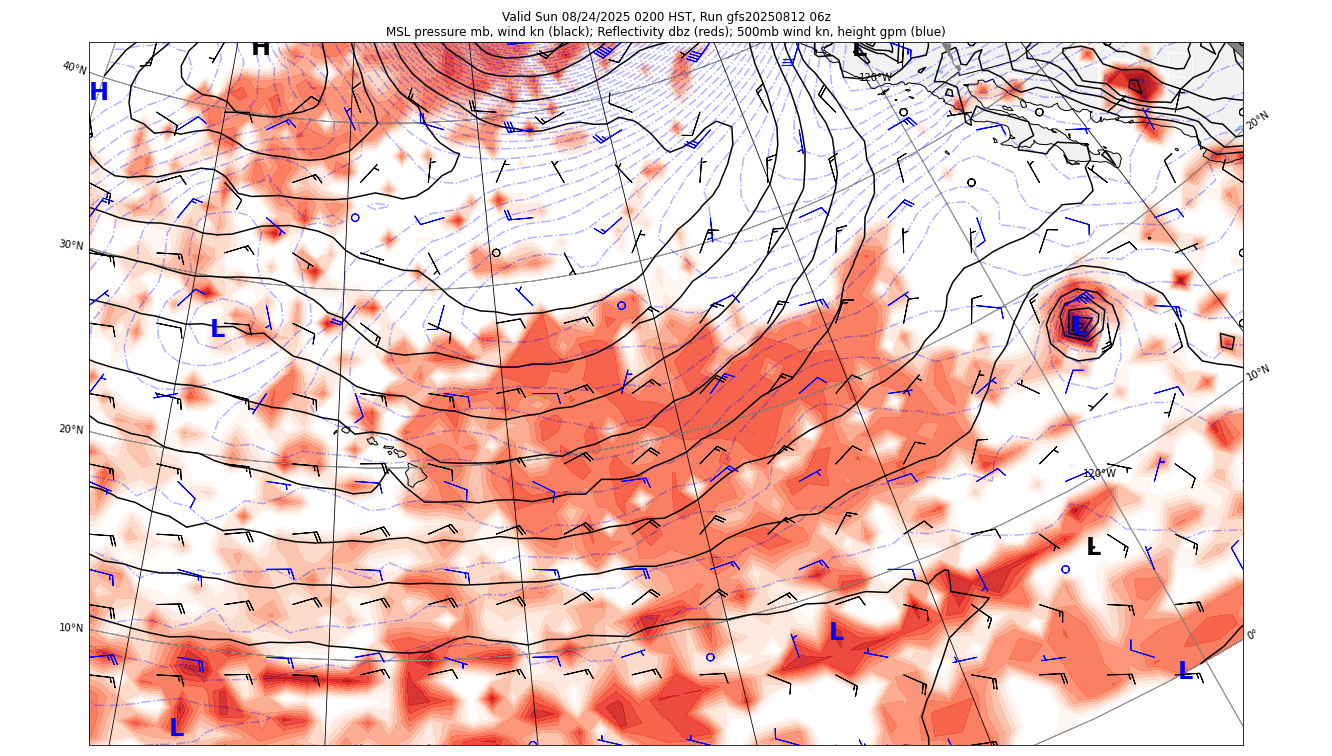 Valid Sun 08/24/2025 0200 HST, Run gfs20250812 06z
MSL pressure mb, wind kn (black); Reflectivity dbz (reds); 500mb wind kn, height gpm (blue)
H
L
40°N
120°W
H
20°N
30°N
L
L
10°N
20°N
120°W
L
10°N
L
0°
L
L